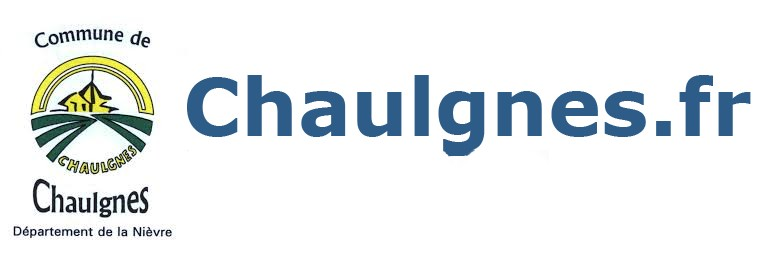 Commune de
CHAULGNES
Chaulgnes
Département de la Nièvre
Chaulgnes.fr